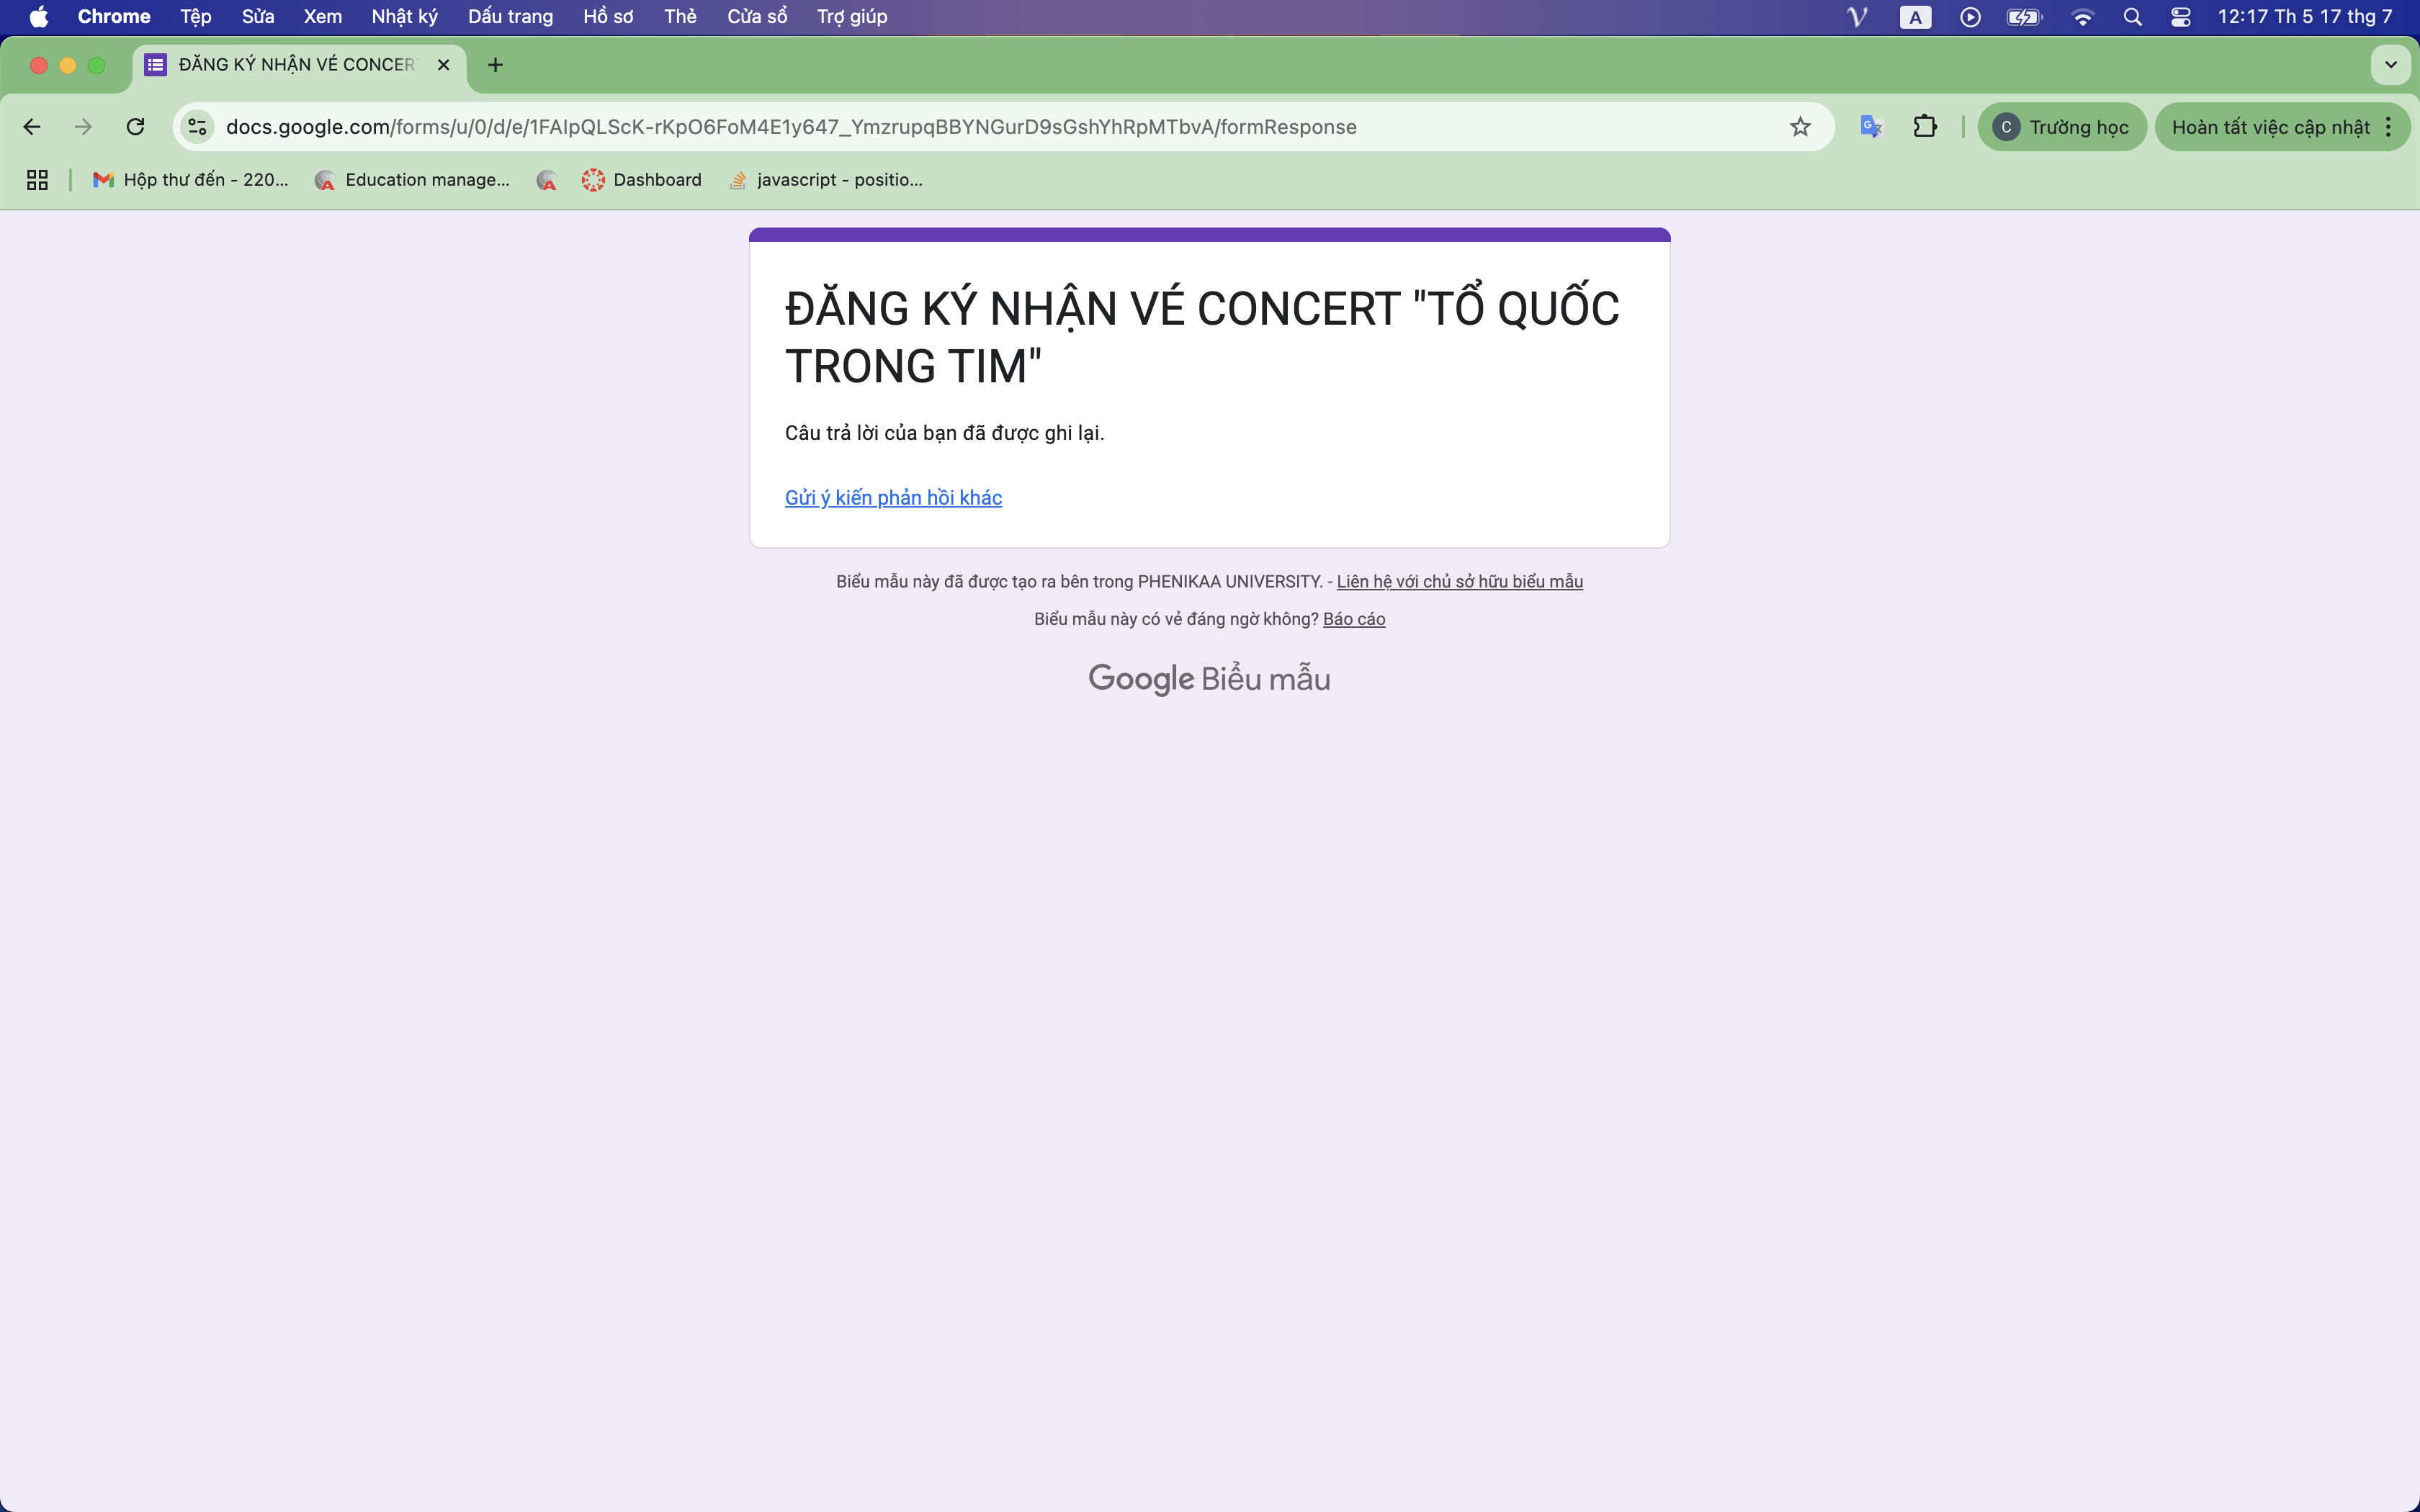 Chrome Tệp Sửa Xem Nhật ký Dấu trang Hồ sơ Thẻ Cửa sổ Trợ giúp A 12:17 Th 5 17 thg 7
ĐĂNG KÝ NHẬN VÉ CONCER
docs.google.com/forms/u/0/d/e/1FAIpQLScK-rKpO6FoM4E1y647_YmzrupqBBYNGurD9sGshYhRpMTbvA/formResponse C Trường học Hoàn tất việc cập nhật
Hộp thư đến - 220... Education manage... Dashboard javascript - positio...
ĐĂNG KÝ NHẬN VÉ CONCERT "TỔ QUỐC
TRONG TIM"
Câu trả lời của bạn đã được ghi lại.
Gửi ý kiến phản hồi khác
Biểu mẫu này đã được tạo ra bên trong PHENIKAA UNIVERSITY. - Liên hệ với chủ sở hữu biểu mẫu
Biểu mẫu này có vẻ đáng ngờ không? Báo cáo
Google Biểu mẫu